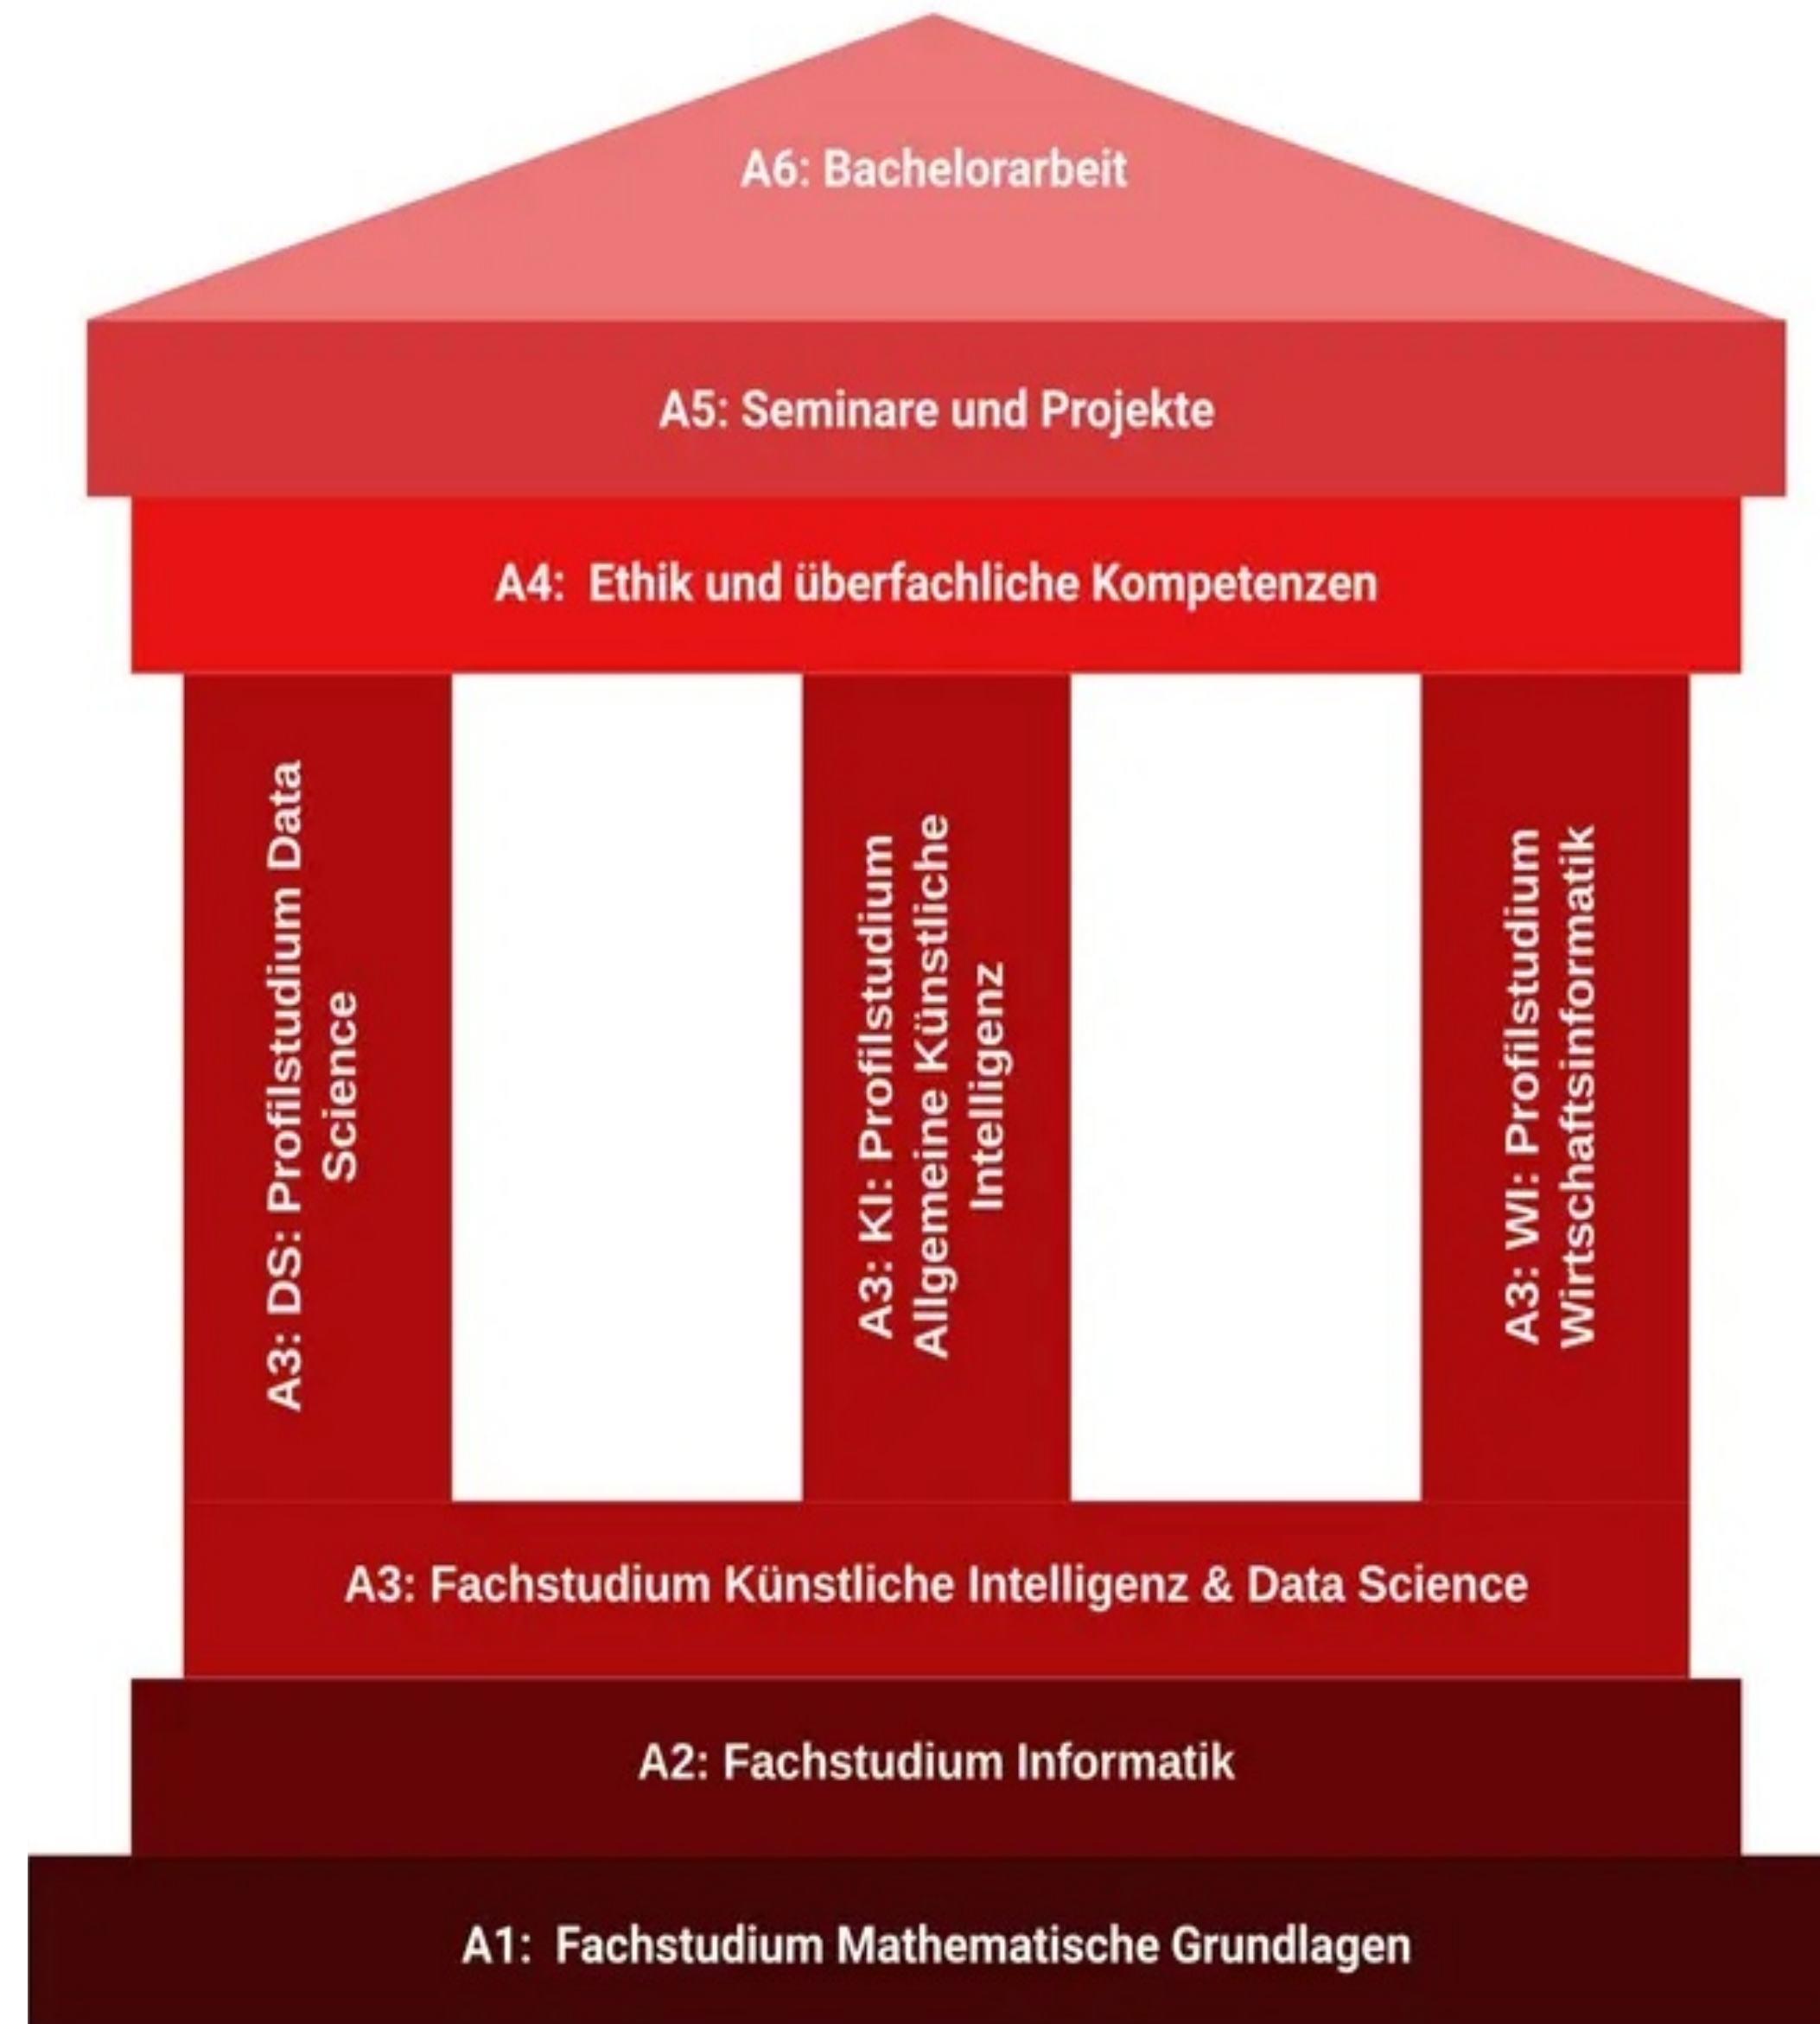 A6: Bachelorarbeit
A5: Seminare und Projekte
A4: Ethik und überfachliche Kompetenzen
A3: DS: Profilstudium Data
Science
A3: KI: Profilstudium
Allgemeine Künstliche
Intelligenz
A3: WI: Profilstudium
Wirtschaftsinformatik
A3: Fachstudium Künstliche Intelligenz & Data Science
A2: Fachstudium Informatik
A1: Fachstudium Mathematische Grundlagen